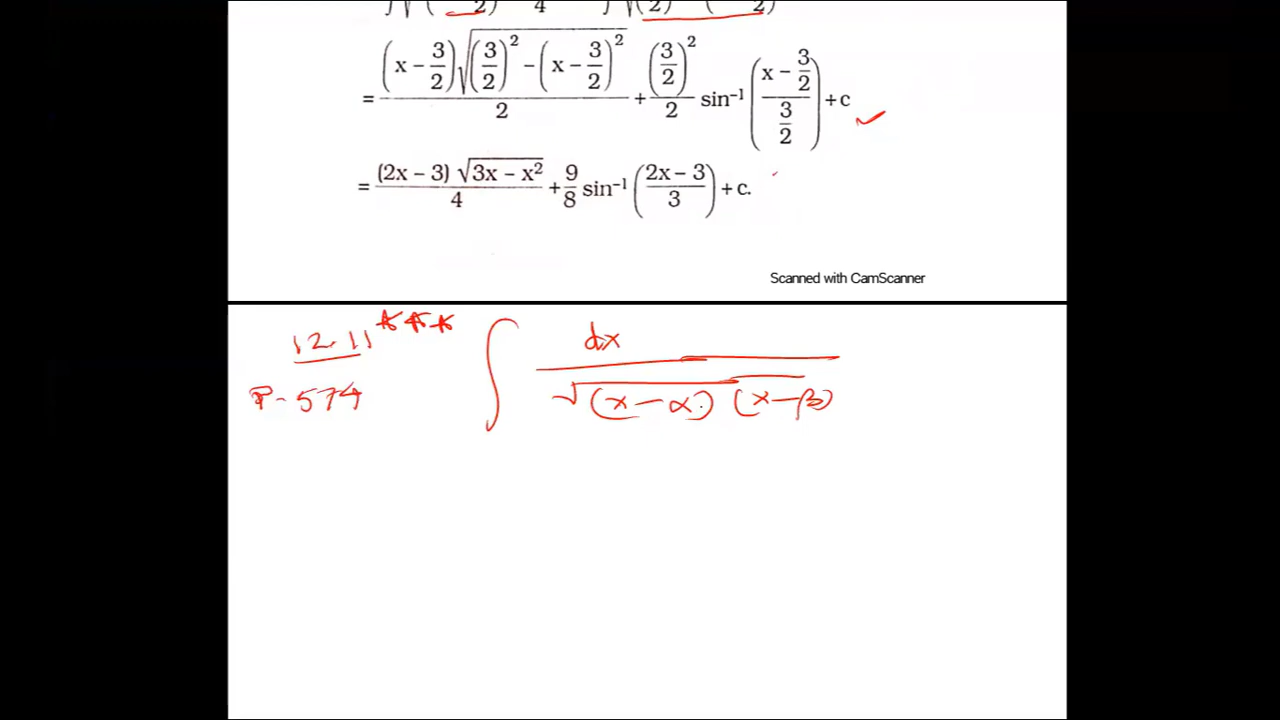 = (x – 3/2)√((3/2)² – (x – 3/2)²) / 2 + (3/2)² / 2 sin⁻¹ ((x – 3/2) / (3/2)) + c
= (2x – 3) √(3x – x²) / 4 + 9/8 sin⁻¹ ((2x – 3) / 3) + c.
Scanned with CamScanner
12.11 ***
P-574
∫ dx / √((x – α) (x – β))